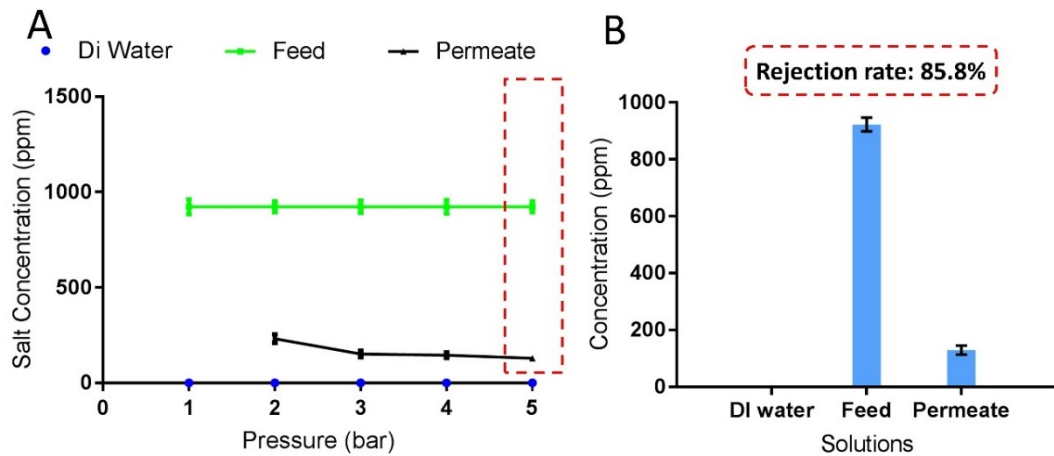 A
Di Water Feed Permeate
Salt Concentration (ppm)
1500
1000
500
0
0 1 2 3 4 5
Pressure (bar)
B
Rejection rate: 85.8%
Concentration (ppm)
1000
800
600
400
200
0
DI water Feed Permeate
Solutions